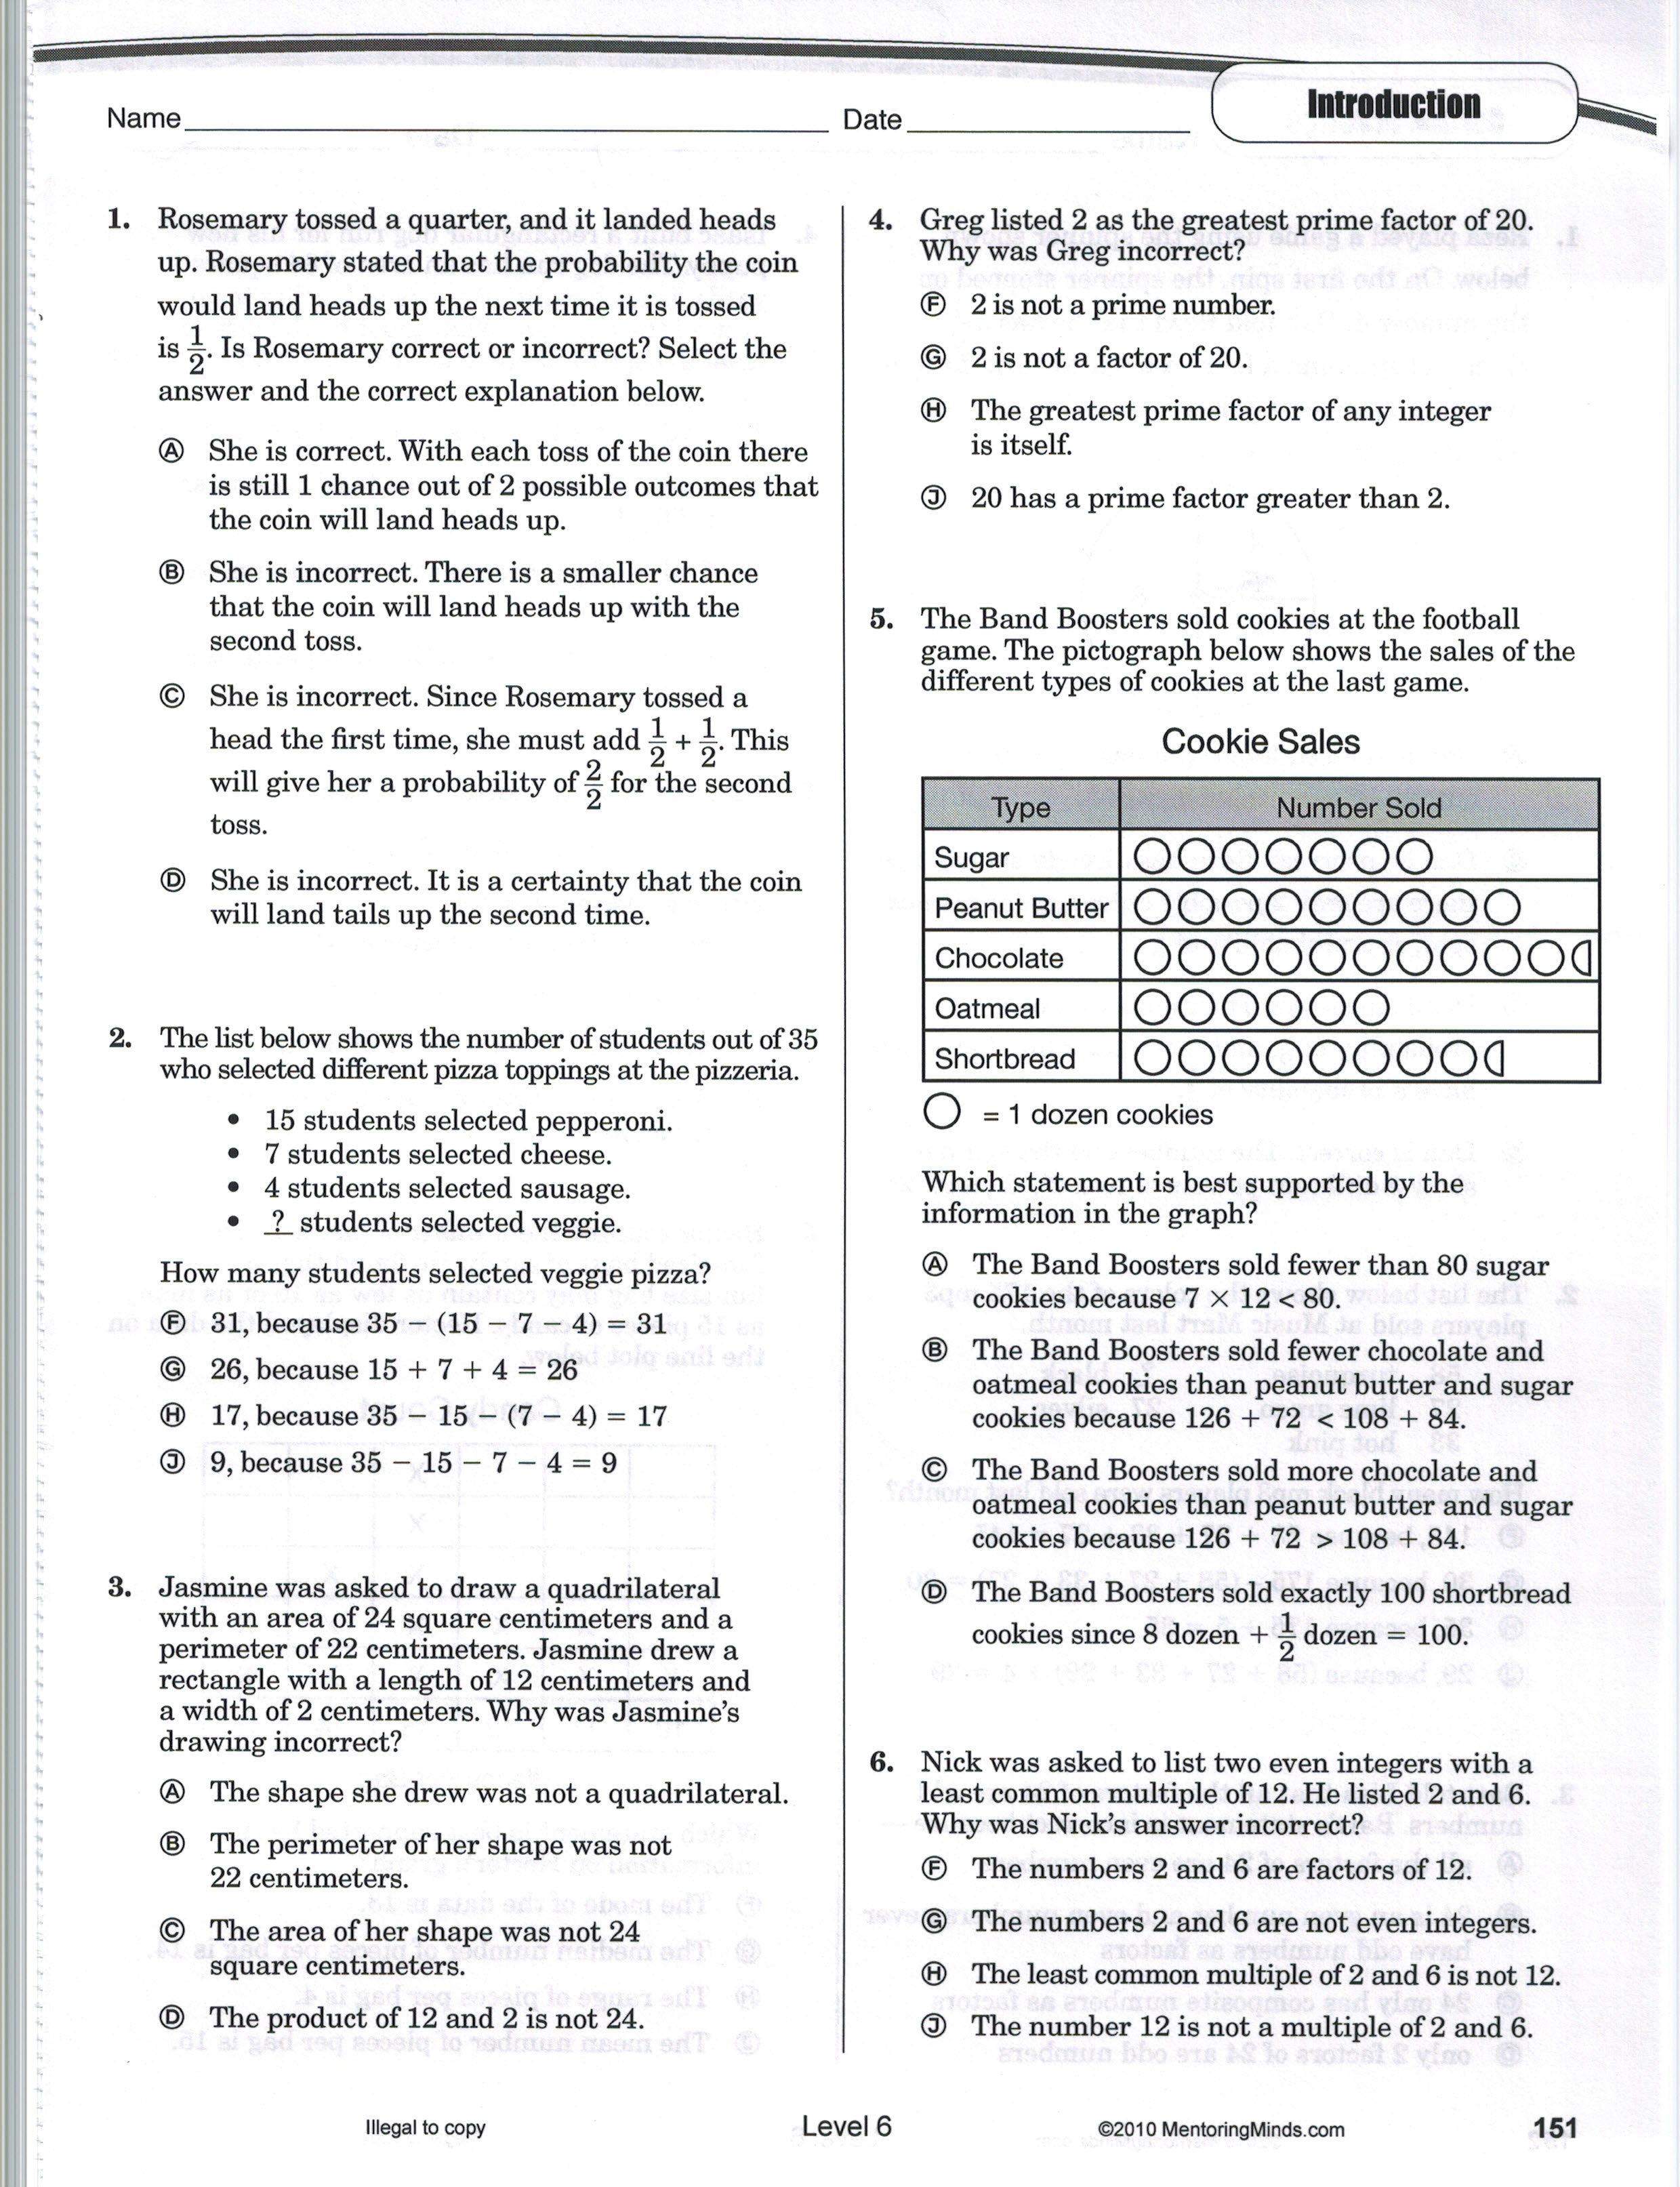 Introduction
Name Date
1. Rosemary tossed a quarter, and it landed heads
up. Rosemary stated that the probability the coin
would land heads up the next time it is tossed
is 1/2. Is Rosemary correct or incorrect? Select the
answer and the correct explanation below.
Ⓐ She is correct. With each toss of the coin there
is still 1 chance out of 2 possible outcomes that
the coin will land heads up.
Ⓑ She is incorrect. There is a smaller chance
that the coin will land heads up with the
second toss.
Ⓒ She is incorrect. Since Rosemary tossed a
head the first time, she must add 1/2 + 1/2. This
will give her a probability of 2/2 for the second
toss.
Ⓓ She is incorrect. It is a certainty that the coin
will land tails up the second time.
2. The list below shows the number of students out of 35
who selected different pizza toppings at the pizzeria.
• 15 students selected pepperoni.
• 7 students selected cheese.
• 4 students selected sausage.
• ? students selected veggie.
How many students selected veggie pizza?
Ⓕ 31, because 35 − (15 − 7 − 4) = 31
Ⓖ 26, because 15 + 7 + 4 = 26
Ⓗ 17, because 35 − 15 − (7 − 4) = 17
Ⓙ 9, because 35 − 15 − 7 − 4 = 9
3. Jasmine was asked to draw a quadrilateral
with an area of 24 square centimeters and a
perimeter of 22 centimeters. Jasmine drew a
rectangle with a length of 12 centimeters and
a width of 2 centimeters. Why was Jasmine's
drawing incorrect?
Ⓐ The shape she drew was not a quadrilateral.
Ⓑ The perimeter of her shape was not
22 centimeters.
Ⓒ The area of her shape was not 24
square centimeters.
Ⓓ The product of 12 and 2 is not 24.
4. Greg listed 2 as the greatest prime factor of 20.
Why was Greg incorrect?
Ⓕ 2 is not a prime number.
Ⓖ 2 is not a factor of 20.
Ⓗ The greatest prime factor of any integer
is itself.
Ⓙ 20 has a prime factor greater than 2.
5. The Band Boosters sold cookies at the football
game. The pictograph below shows the sales of the
different types of cookies at the last game.
Cookie Sales
Type Number Sold
Sugar
Peanut Butter
Chocolate
Oatmeal
Shortbread
= 1 dozen cookies
Which statement is best supported by the
information in the graph?
Ⓐ The Band Boosters sold fewer than 80 sugar
cookies because 7 × 12 < 80.
Ⓑ The Band Boosters sold fewer chocolate and
oatmeal cookies than peanut butter and sugar
cookies because 126 + 72 < 108 + 84.
Ⓒ The Band Boosters sold more chocolate and
oatmeal cookies than peanut butter and sugar
cookies because 126 + 72 > 108 + 84.
Ⓓ The Band Boosters sold exactly 100 shortbread
cookies since 8 dozen + 1/2 dozen = 100.
6. Nick was asked to list two even integers with a
least common multiple of 12. He listed 2 and 6.
Why was Nick's answer incorrect?
Ⓕ The numbers 2 and 6 are factors of 12.
Ⓖ The numbers 2 and 6 are not even integers.
Ⓗ The least common multiple of 2 and 6 is not 12.
Ⓙ The number 12 is not a multiple of 2 and 6.
Illegal to copy Level 6 ©2010 MentoringMinds.com 151